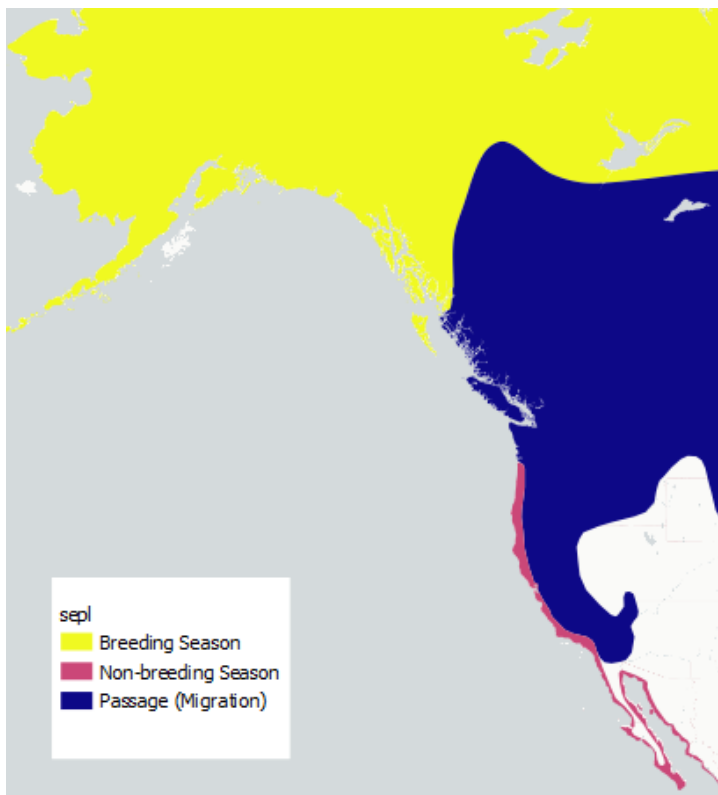 sepl
Breeding Season
Non-breeding Season
Passage (Migration)